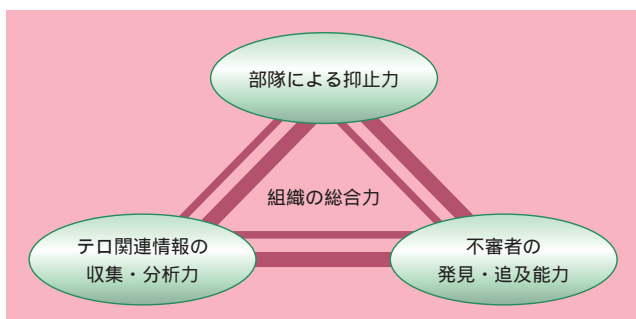 部隊による抑止力
組織の総合力
テロ関連情報の
収集・分析力
不審者の
発見・追及能力